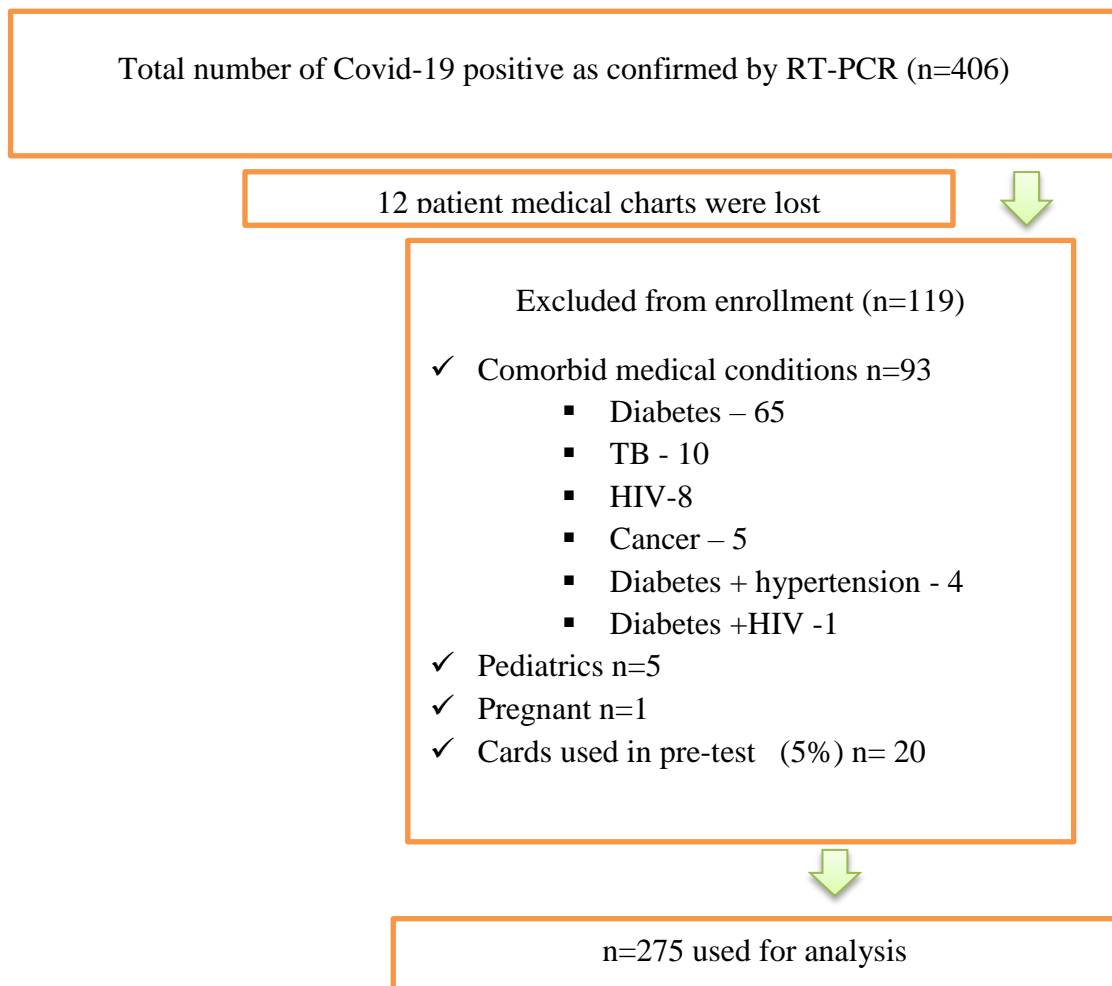 Total number of Covid-19 positive as confirmed by RT-PCR (n=406)
12 patient medical charts were lost
Excluded from enrollment (n=119)
✓ Comorbid medical conditions n=93
▪ Diabetes – 65
▪ TB - 10
▪ HIV-8
▪ Cancer – 5
▪ Diabetes + hypertension - 4
▪ Diabetes +HIV -1
✓ Pediatrics n=5
✓ Pregnant n=1
✓ Cards used in pre-test (5%) n= 20
n=275 used for analysis